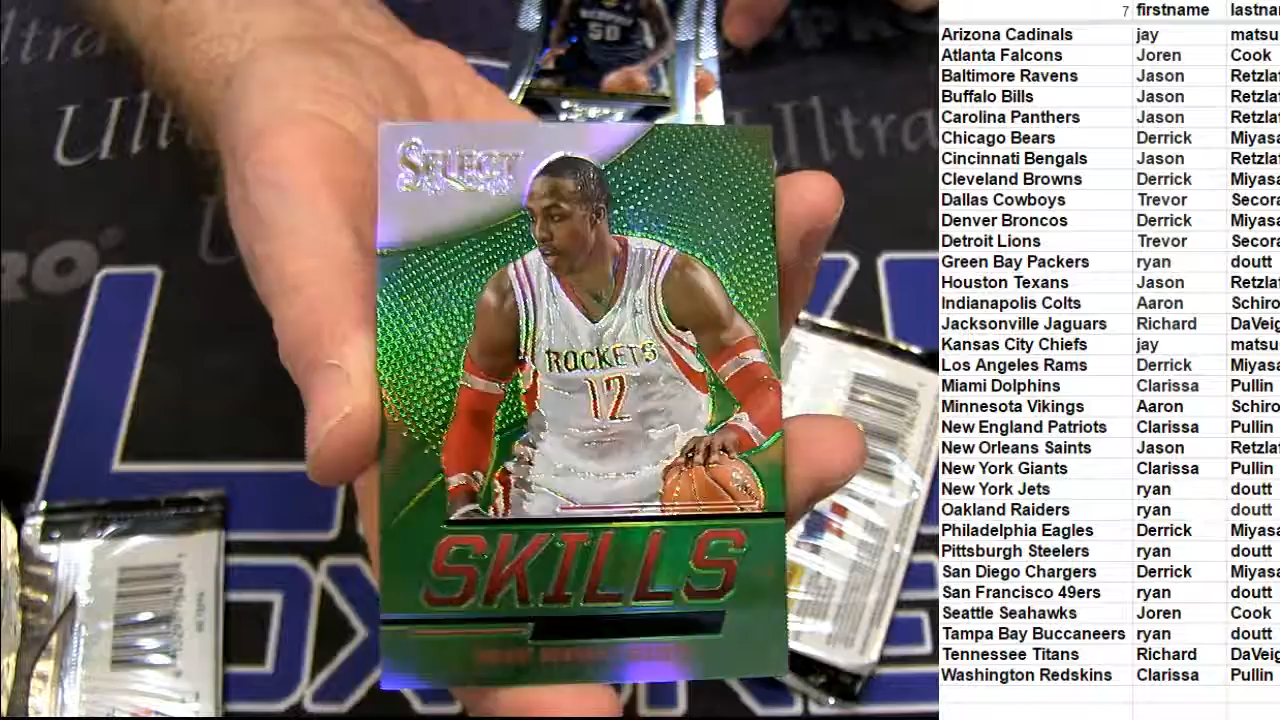 50
SELECT
ROCKETS
12
SKILLS
Ultra
Ultra
7 firstname
Arizona Cadinals jay matsu
Atlanta Falcons Joren Cook
Baltimore Ravens Jason Retzla
Buffalo Bills Jason Retzla
Carolina Panthers Jason Retzla
Chicago Bears Derrick Miyasa
Cincinnati Bengals Jason Retzla
Cleveland Browns Derrick Miyasa
Dallas Cowboys Trevor Secora
Denver Broncos Derrick Miyasa
Detroit Lions Trevor Secora
Green Bay Packers ryan doutt
Houston Texans Jason Retzla
Indianapolis Colts Aaron Schiro
Jacksonville Jaguars Richard DaVeig
Kansas City Chiefs jay matsu
Los Angeles Rams Derrick Miyasa
Miami Dolphins Clarissa Pullin
Minnesota Vikings Aaron Schiro
New England Patriots Clarissa Pullin
New Orleans Saints Jason Retzla
New York Giants Clarissa Pullin
New York Jets ryan doutt
Oakland Raiders ryan doutt
Philadelphia Eagles Derrick Miyasa
Pittsburgh Steelers ryan doutt
San Diego Chargers Derrick Miyasa
San Francisco 49ers ryan doutt
Seattle Seahawks Joren Cook
Tampa Bay Buccaneers ryan doutt
Tennessee Titans Richard DaVeig
Washington Redskins Clarissa Pullin